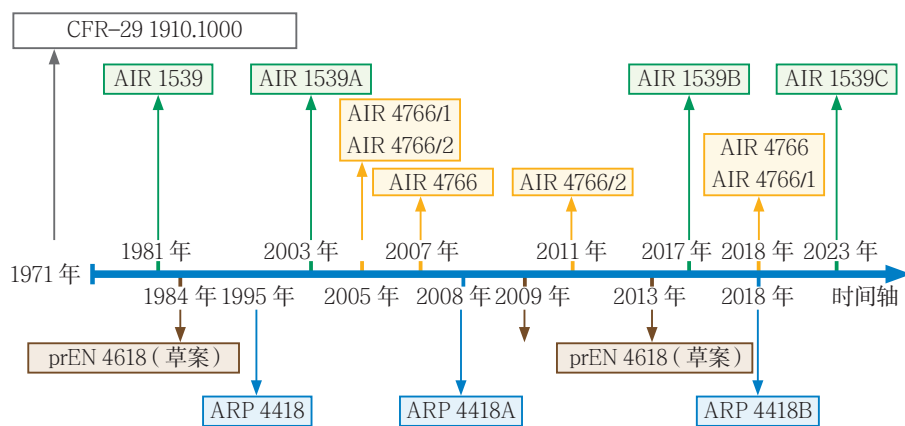 CFR-29 1910.1000
AIR 1539
AIR 1539A
AIR 1539B
AIR 1539C
AIR 4766/1
AIR 4766/2
AIR 4766
AIR 4766/2
AIR 4766
AIR 4766/1
1981 年
2003 年
2007 年
2011 年
2017 年
2018 年
2023 年
1971 年
1984 年
1995 年
2005 年
2008 年
2009 年
2013 年
2018 年
时间轴
prEN 4618 ( 草案 )
prEN 4618 ( 草案 )
ARP 4418
ARP 4418A
ARP 4418B